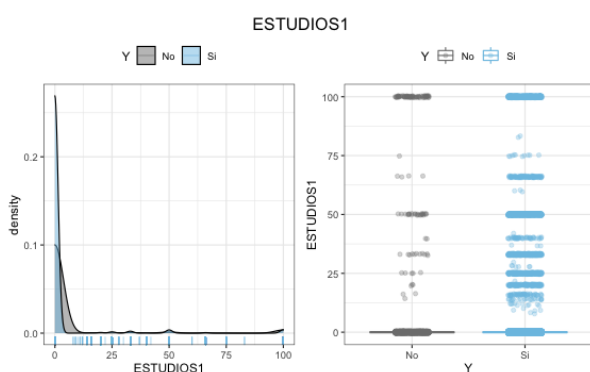 ESTUDIOS1
Y No Si
density
0.2
0.1
0.0
0 25 50 75 100
ESTUDIOS1
Y No Si
ESTUDIOS1
100
75
50
25
0
No Si
Y